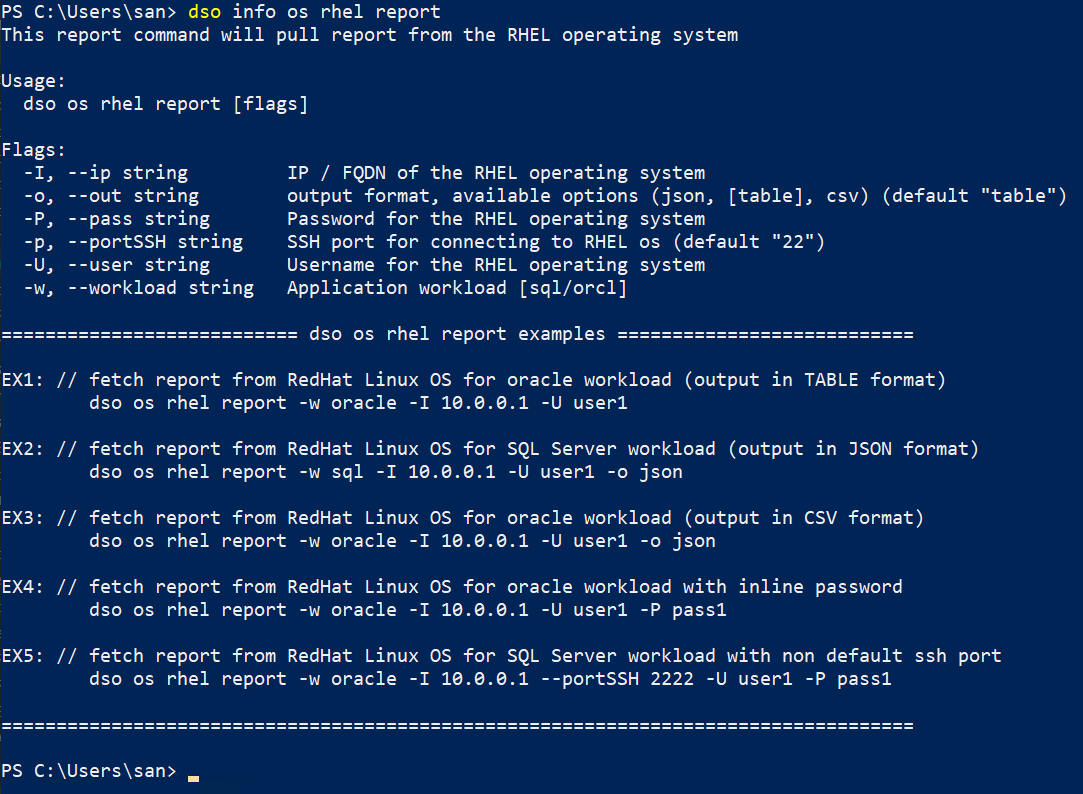 PS C:\Users\san> dso info os rhel report
This report command will pull report from the RHEL operating system

Usage:
  dso os rhel report [flags]

Flags:
  -I, --ip string         IP / FQDN of the RHEL operating system
  -o, --out string        output format, available options (json, [table], csv) (default "table")
  -P, --pass string       Password for the RHEL operating system
  -p, --portSSH string    SSH port for connecting to RHEL os (default "22")
  -U, --user string       Username for the RHEL operating system
  -w, --workload string   Application workload [sql/orcl]

=========================== dso os rhel report examples ===========================

EX1: // fetch report from RedHat Linux OS for oracle workload (output in TABLE format)
        dso os rhel report -w oracle -I 10.0.0.1 -U user1

EX2: // fetch report from RedHat Linux OS for SQL Server workload (output in JSON format)
        dso os rhel report -w sql -I 10.0.0.1 -U user1 -o json

EX3: // fetch report from RedHat Linux OS for oracle workload (output in CSV format)
        dso os rhel report -w oracle -I 10.0.0.1 -U user1 -o json

EX4: // fetch report from RedHat Linux OS for oracle workload with inline password
        dso os rhel report -w oracle -I 10.0.0.1 -U user1 -P pass1

EX5: // fetch report from RedHat Linux OS for SQL Server workload with non default ssh port
        dso os rhel report -w oracle -I 10.0.0.1 --portSSH 2222 -U user1 -P pass1

===================================================================================

PS C:\Users\san>